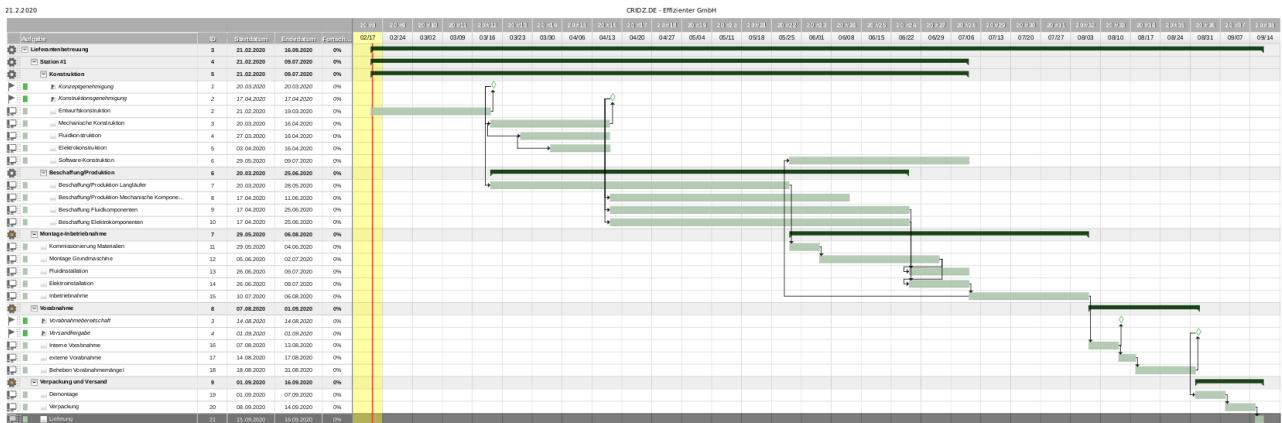 21.2.2020 CRIDZ.DE - Effizienter GmbH
Aufgabe ID Startdatum Endedatum Fortsch...
02/17 02/24 03/02 03/09 03/16 03/23 03/30 04/06 04/13 04/20 04/27 05/04 05/11 05/18 05/25 06/01 06/08 06/15 06/22 06/29 07/06 07/13 07/20 07/27 08/03 08/10 08/17 08/24 08/31 09/07 09/14
Lieferantenbetreuung 3 21.02.2020 16.09.2020 0%
Station #1 4 21.02.2020 09.07.2020 0%
Konstruktion 5 21.02.2020 09.07.2020 0%
Konzeptgenehmigung 1 20.03.2020 20.03.2020 0%
Konstruktionsgenehmigung 2 17.04.2020 17.04.2020 0%
Entwurfskonstruktion 2 21.02.2020 19.03.2020 0%
Mechanische Konstruktion 3 20.03.2020 16.04.2020 0%
Fluidkonstruktion 4 27.03.2020 16.04.2020 0%
Elektrokonstruktion 5 03.04.2020 16.04.2020 0%
Software-Konstruktion 6 29.05.2020 09.07.2020 0%
Beschaffung/Produktion 6 20.03.2020 25.06.2020 0%
Beschaffung/Produktion Langläufer 7 20.03.2020 28.05.2020 0%
Beschaffung/Produktion Mechanische Kompone... 8 17.04.2020 11.06.2020 0%
Beschaffung Fluidkomponenten 9 17.04.2020 25.06.2020 0%
Beschaffung Elektrokomponenten 10 17.04.2020 25.06.2020 0%
Montage-Inbetriebnahme 7 29.05.2020 06.08.2020 0%
Kommissionierung Materialien 11 29.05.2020 04.06.2020 0%
Montage Grundmaschine 12 05.06.2020 02.07.2020 0%
Fluidinstallation 13 26.06.2020 09.07.2020 0%
Elektroinstallation 14 26.06.2020 09.07.2020 0%
Inbetriebnahme 15 10.07.2020 06.08.2020 0%
Vorabnahme 8 07.08.2020 01.09.2020 0%
Vorabnahmebereitschaft 3 14.08.2020 14.08.2020 0%
Versandfreigabe 4 01.09.2020 01.09.2020 0%
Interne Vorabnahme 16 07.08.2020 13.08.2020 0%
externe Vorabnahme 17 14.08.2020 17.08.2020 0%
Beheben Vorabnahmemängel 18 18.08.2020 31.08.2020 0%
Verpackung und Versand 9 01.09.2020 16.09.2020 0%
Demontage 19 01.09.2020 07.09.2020 0%
Verpackung 20 08.09.2020 14.09.2020 0%
Lieferung 21 15.09.2020 16.09.2020 0%